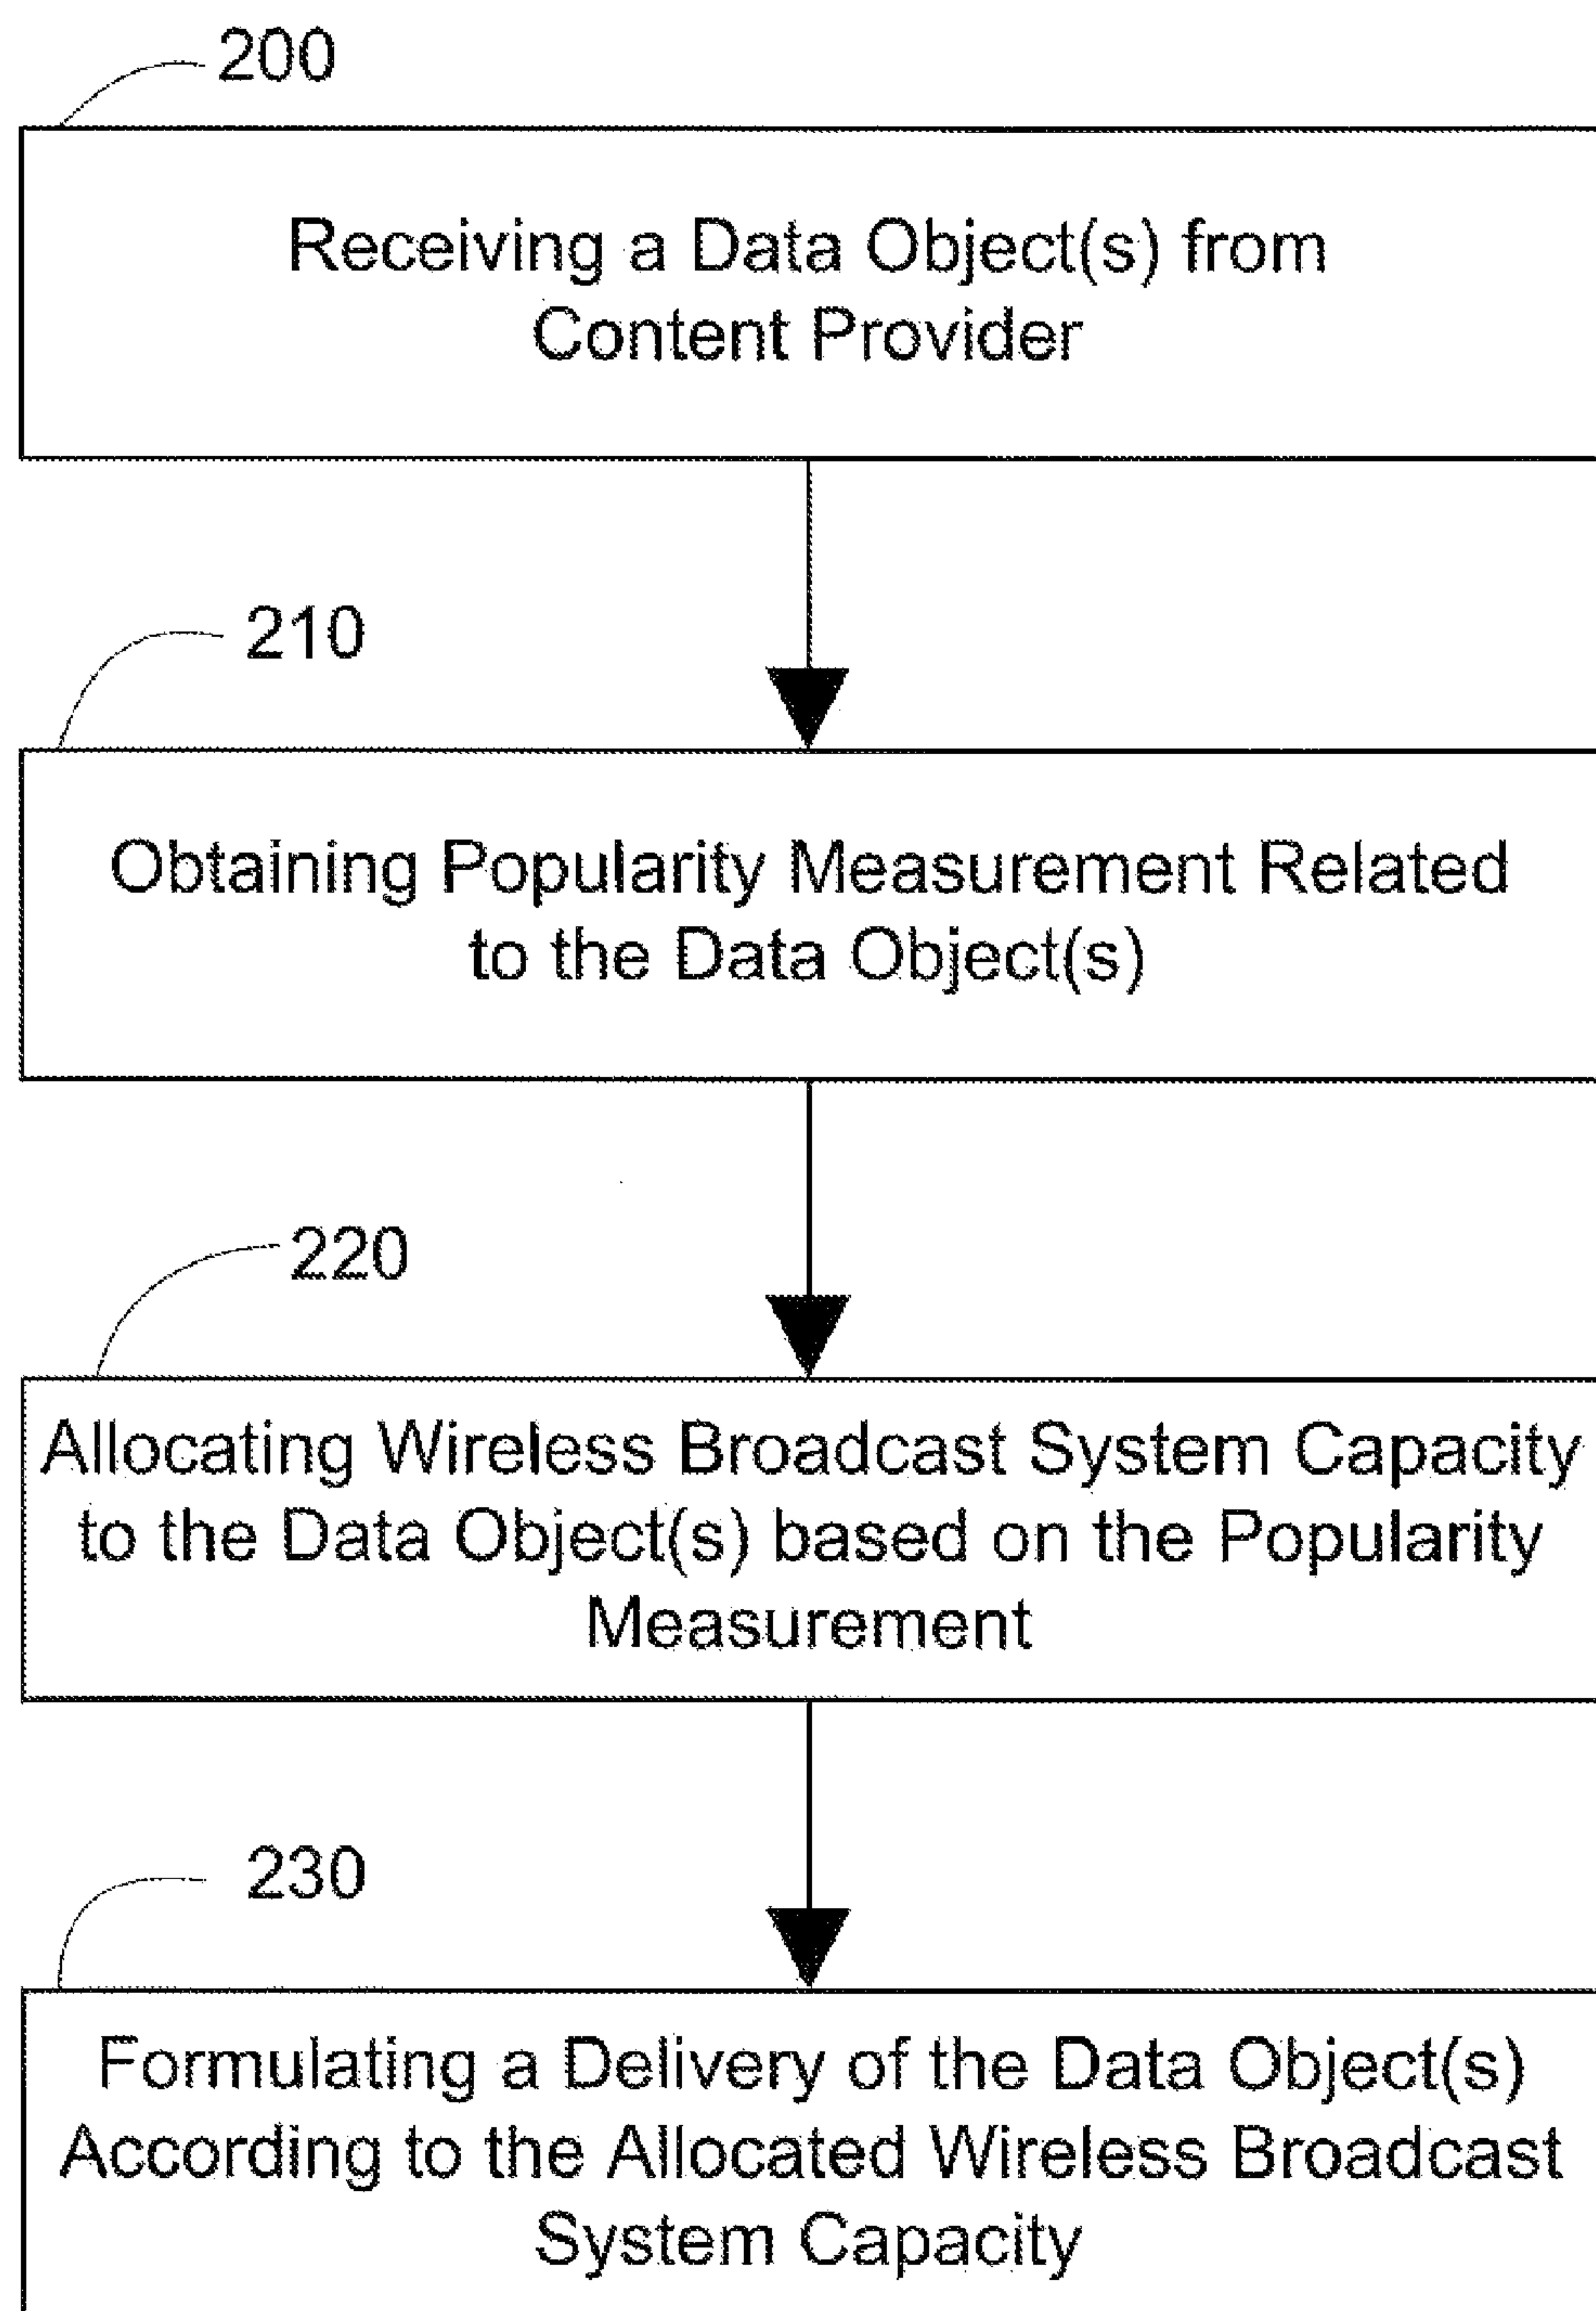 200
Receiving a Data Object(s) from
Content Provider
210
Obtaining Popularity Measurement Related
to the Data Object(s)
220
Allocating Wireless Broadcast System Capacity
to the Data Object(s) based on the Popularity
Measurement
230
Formulating a Delivery of the Data Object(s)
According to the Allocated Wireless Broadcast
System Capacity